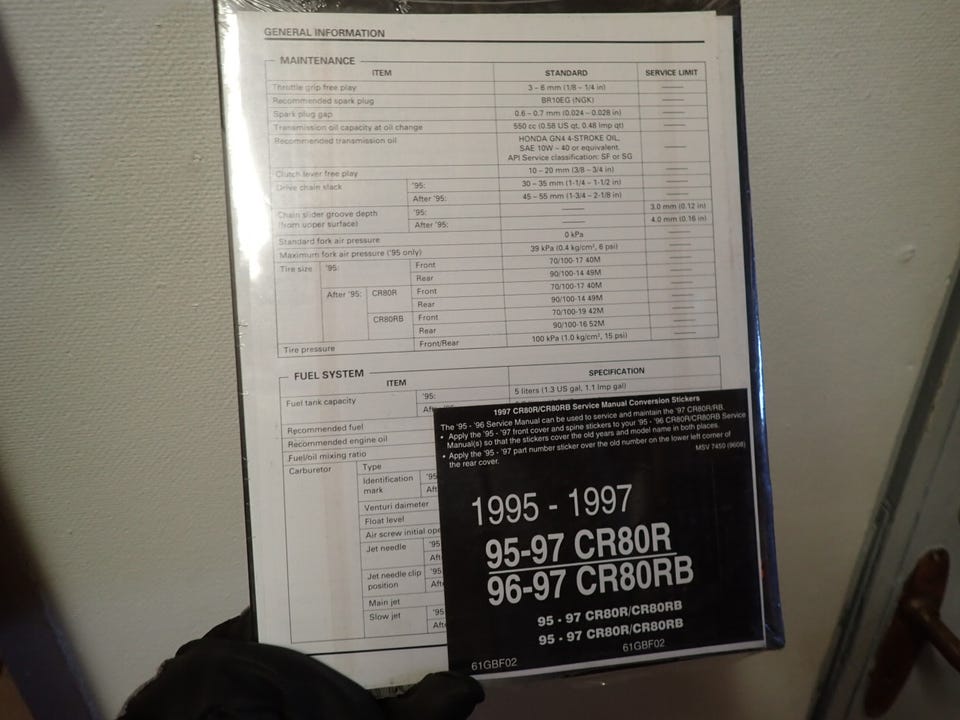 GENERAL INFORMATION
MAINTENANCE
ITEM STANDARD SERVICE LIMIT
Throttle grip free play 3 – 6 mm (1/8 – 1/4 in)
Recommended spark plug BR10EG (NGK)
Spark plug gap 0.6 – 0.7 mm (0.024 – 0.028 in)
Transmission oil capacity at oil change 550 cc (0.58 US qt, 0.48 Imp qt)
Recommended transmission oil HONDA GN4 4-STROKE OIL,
SAE 10W – 40 or equivalent.
API Service classification: SF or SG
Clutch lever free play 10 – 20 mm (3/8 – 3/4 in)
Drive chain slack '95: 30 – 35 mm (1-1/4 – 1-1/2 in)
After '95: 45 – 55 mm (1-3/4 – 2-1/8 in)
Chain slider groove depth '95: 3.0 mm (0.12 in)
(from upper surface) After '95: 4.0 mm (0.16 in)
Standard fork air pressure 0 kPa
Maximum fork air pressure ('95 only) 39 kPa (0.4 kg/cm², 6 psi)
Tire size '95: Front 70/100-17 40M
Rear 90/100-14 49M
After '95: CR80R Front 70/100-17 40M
Rear 90/100-14 49M
CR80RB Front 70/100-19 42M
Rear 90/100-16 52M
Tire pressure Front/Rear 100 kPa (1.0 kg/cm², 15 psi)
FUEL SYSTEM
ITEM SPECIFICATION
Fuel tank capacity '95: 5 liters (1.3 US gal, 1.1 Imp gal)
Recommended fuel
Recommended engine oil
Fuel/oil mixing ratio
Carburetor Type
Identification '95
mark
Venturi daimeter
Float level
Air screw initial
Jet needle '95
Jet needle clip '95
position
Main jet
Slow jet '95
1997 CR80R/CR80RB Service Manual Conversion Stickers
The '95 - '96 Service Manual can be used to service and maintain the '97 CR80R/RB.
• Apply the '95 - '97 front cover and spine stickers to your '95 - '96 CR80R/CR80RB Service
Manual(s) so that the stickers cover the old years and model name in both places.
• Apply the '95 - '97 part number sticker over the old number on the lower left corner of
the rear cover.
MSV 7450 (9608)
1995 - 1997
95-97 CR80R
96-97 CR80RB
95 - 97 CR80R/CR80RB
95 - 97 CR80R/CR80RB
61GBF02
61GBF02